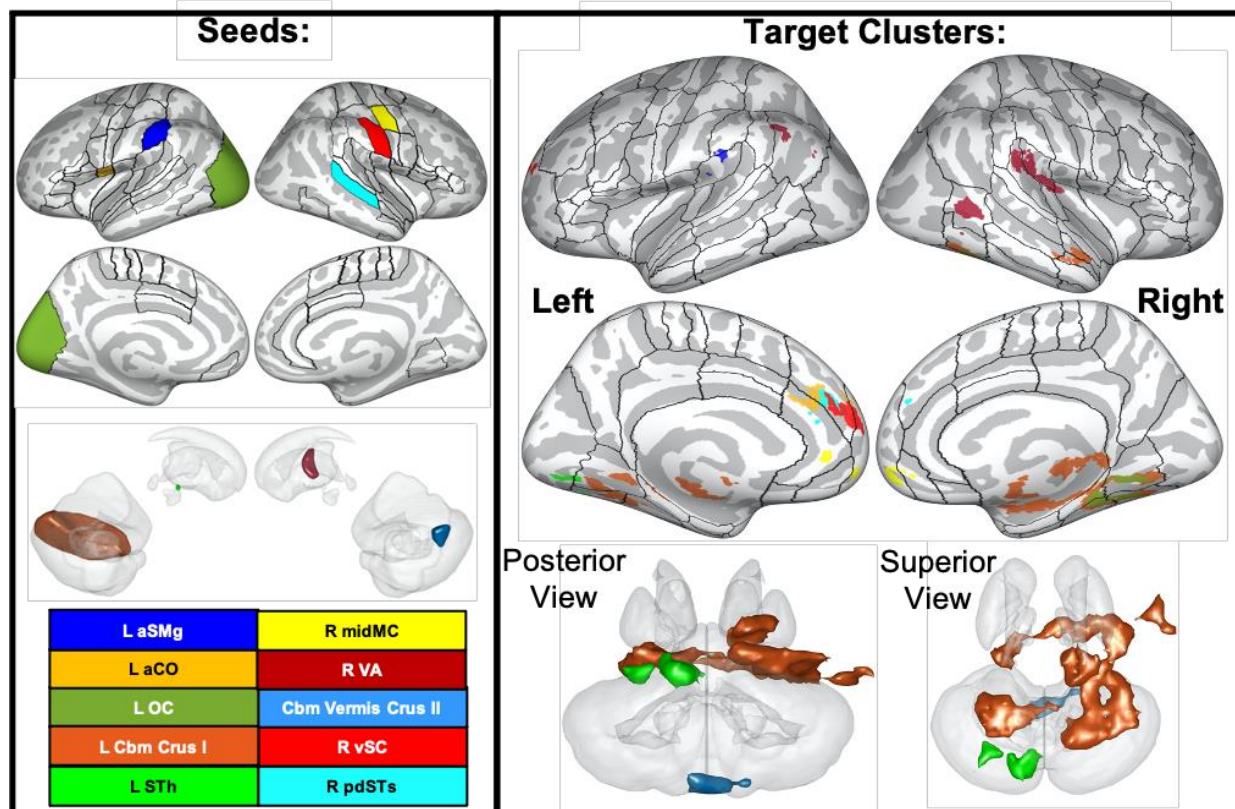 Seeds:
Target Clusters:
Left
Right
Posterior
View
Superior
View
L aSMg
R midMC
L aCO
R VA
L OC
Cbm Vermis Crus II
L Cbm Crus I
R vSC
L STh
R pdSTs